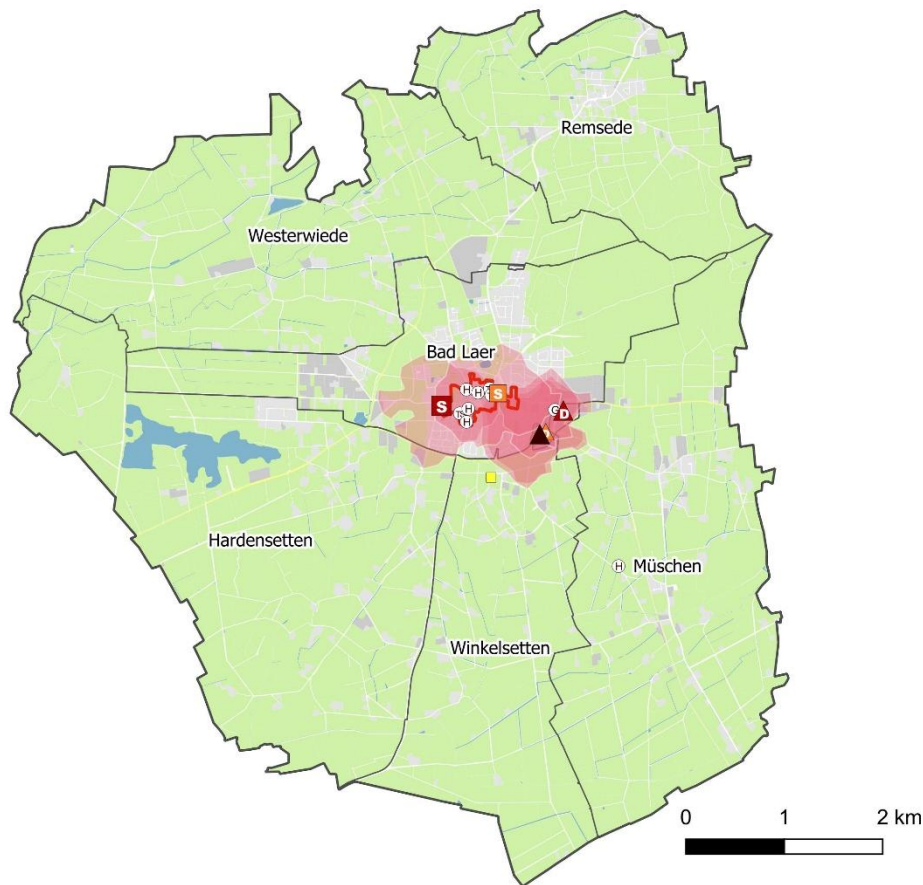 Remsede
Westerwiede
Bad Laer
H
H
S
S
H
H
G
D
Hardensetten
H
Müschen
Winkelsetten
0 1 2 km